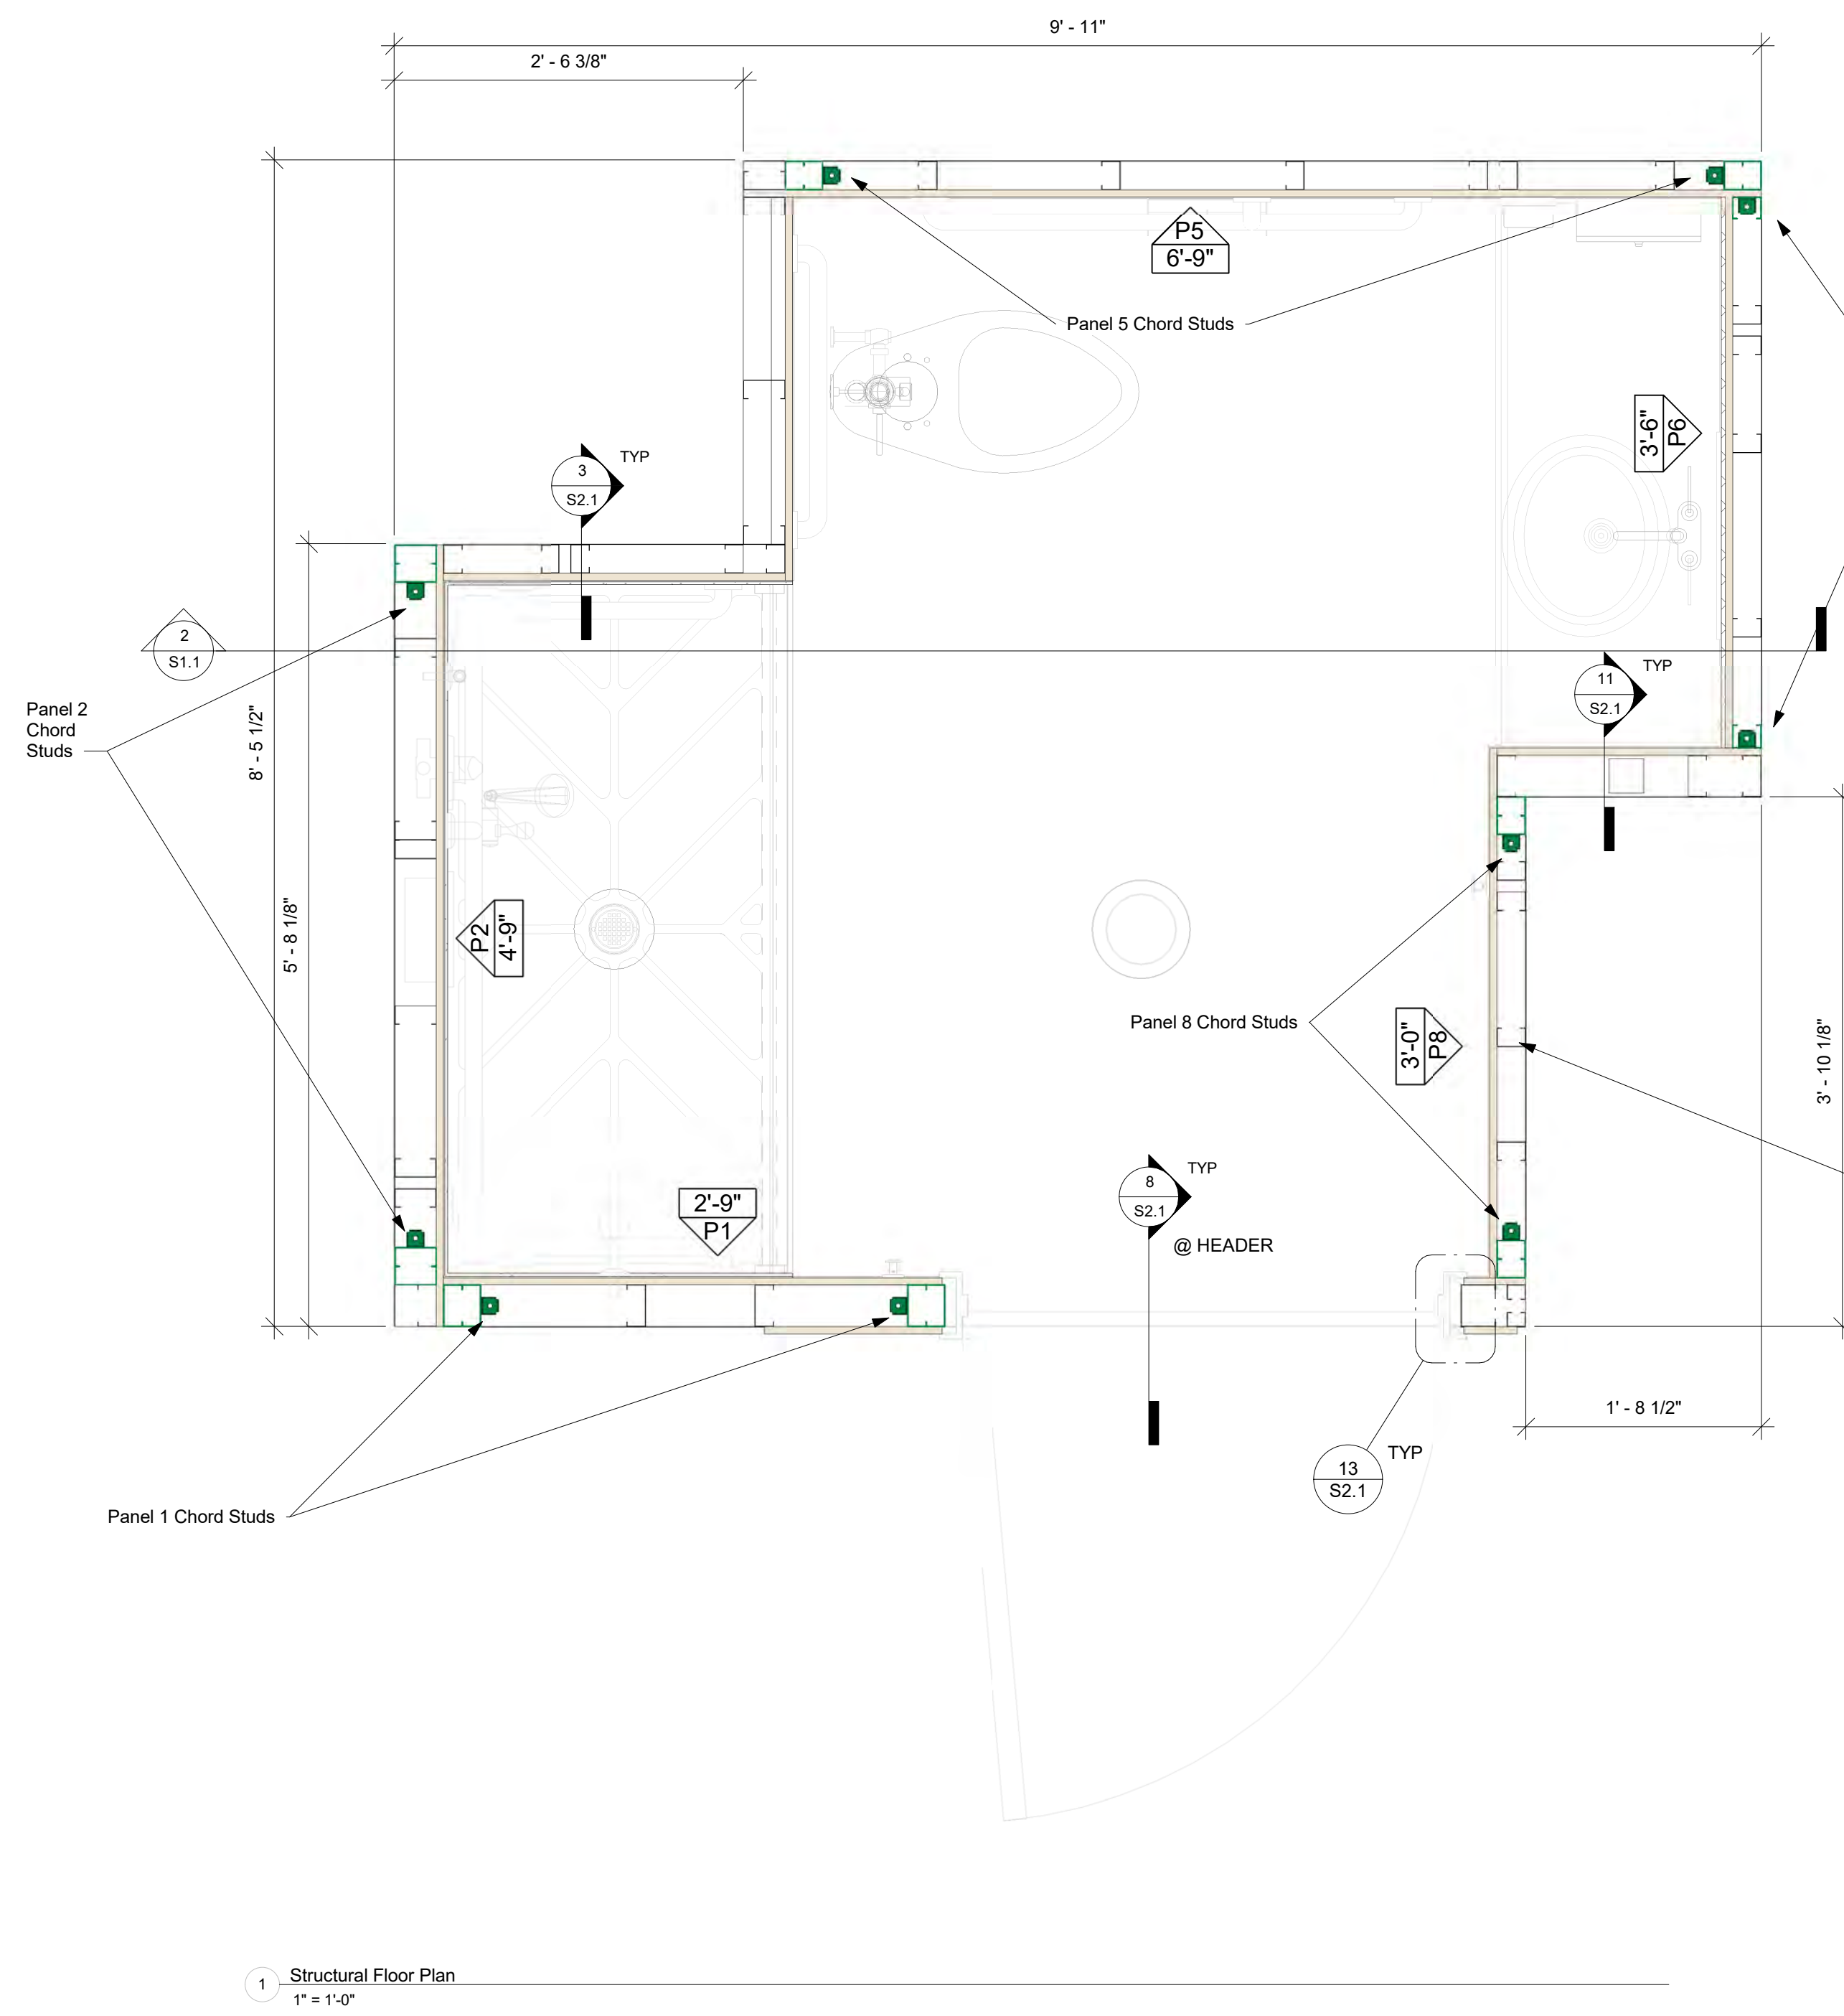 9' - 11"
2' - 6 3/8"
P5
6'-9"
Panel 5 Chord Studs
3'-6"
P6
3
S2.1
TYP
2
S1.1
11
S2.1
TYP
Panel 2
Chord
Studs
8' - 5 1/2"
5' - 8 1/8"
P2
4'-9"
Panel 8 Chord Studs
3'-0"
P8
3' - 10 1/8"
2'-9"
P1
8
S2.1
TYP
@ HEADER
1' - 8 1/2"
13
S2.1
TYP
Panel 1 Chord Studs
1
Structural Floor Plan
1" = 1'-0"